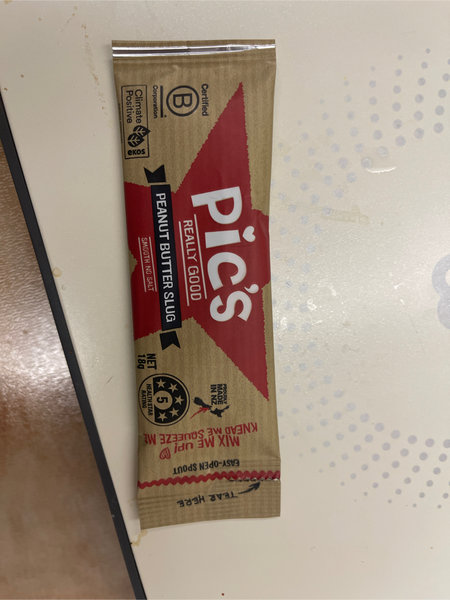 Certified
B
Corporation
Climate
Positive
ekos
Pic's
REALLY GOOD
PEANUT BUTTER SLUG
SMOOTH NO SALT
NET
18g
5
HEALTH STAR
RATING
PROUDLY
MADE
IN NZ
MIX ME UP!
KNEAD ME SQUEEZE ME
EASY-OPEN SPOUT
TEAR HERE